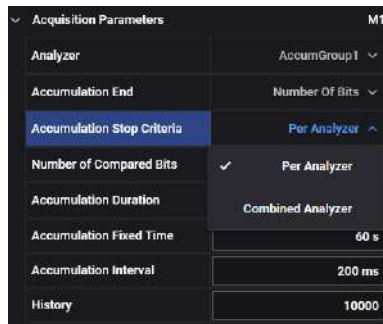 Acquisition Parameters M1
Analyzer AccumGroup1
Accumulation End Number Of Bits
Accumulation Stop Criteria Per Analyzer
Number of Compared Bits Per Analyzer
Accumulation Duration Combined Analyzer
Accumulation Fixed Time 60 s
Accumulation Interval 200 ms
History 10000